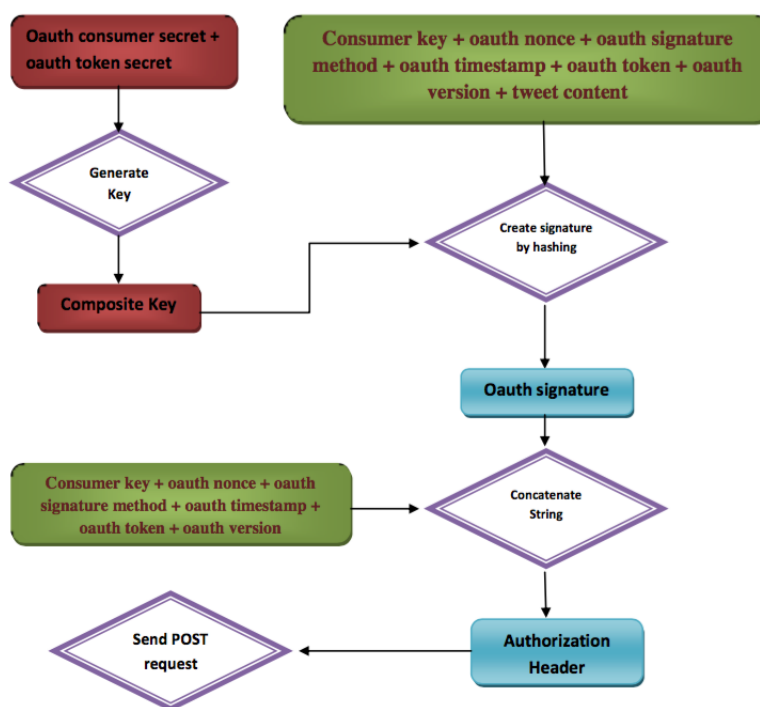 Oauth consumer secret +
oauth token secret
Consumer key + oauth nonce + oauth signature
method + oauth timestamp + oauth token + oauth
version + tweet content
Generate
Key
Create signature
by hashing
Composite Key
Oauth signature
Consumer key + oauth nonce + oauth
signature method + oauth timestamp +
oauth token + oauth version
Concatenate
String
Send POST
request
Authorization
Header